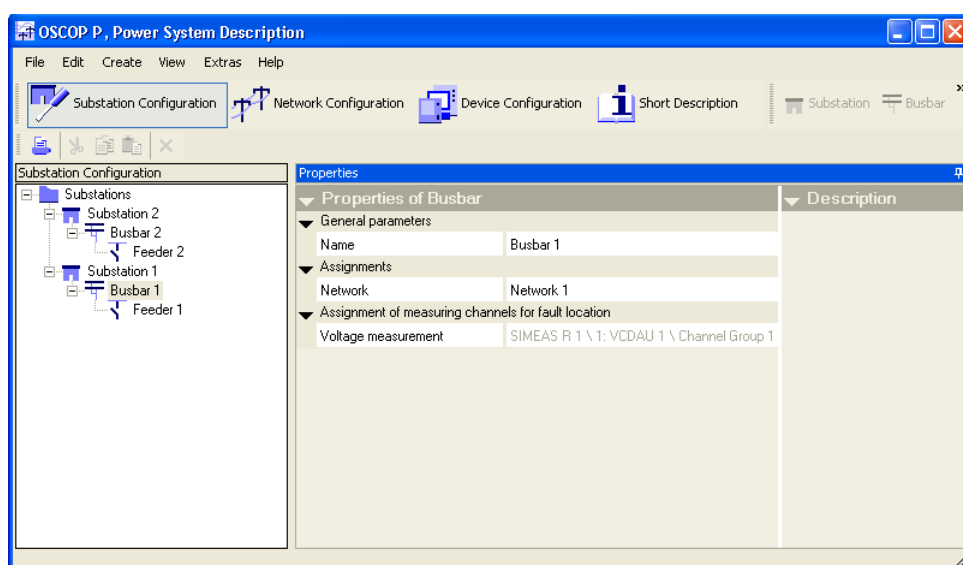 OSCOP P, Power System Description
File Edit Create View Extras Help
Substation Configuration Network Configuration Device Configuration Short Description Substation Busbar »
Substation Configuration
Properties
Substations
Substation 2
Busbar 2
Feeder 2
Substation 1
Busbar 1
Feeder 1
Properties of Busbar
General parameters
Name Busbar 1
Assignments
Network Network 1
Assignment of measuring channels for fault location
Voltage measurement SIMEAS R 1 \ 1: VCDAU 1 \ Channel Group 1
Description